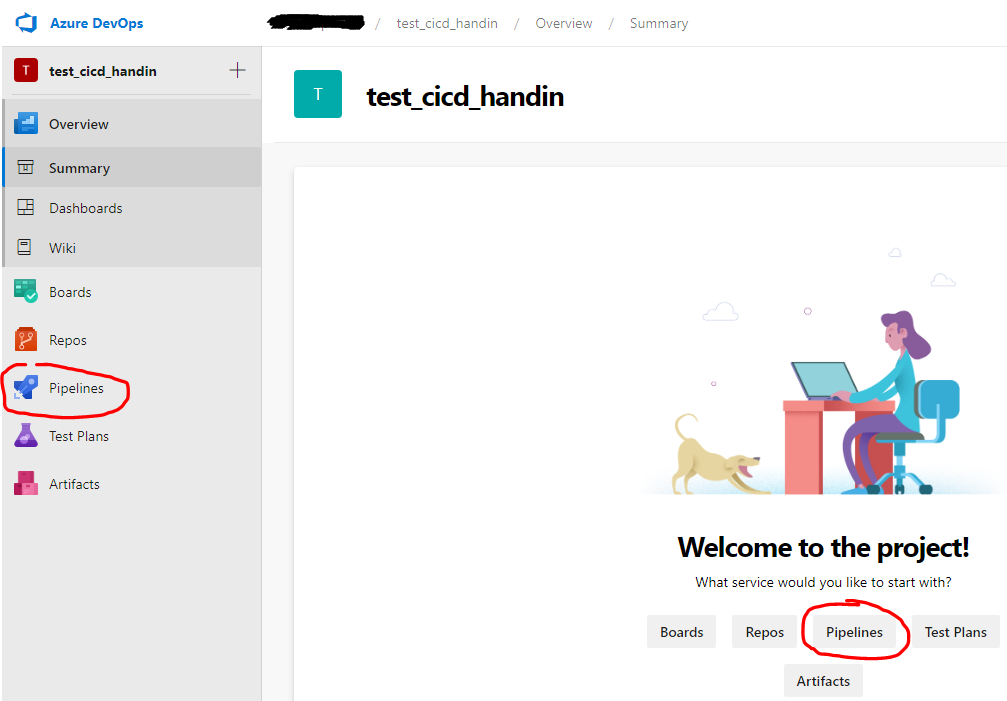 Azure DevOps
/ test_cicd_handin / Overview / Summary
T test_cicd_handin
T test_cicd_handin
Overview
Summary
Dashboards
Wiki
Boards
Repos
Pipelines
Test Plans
Artifacts
Welcome to the project!
What service would you like to start with?
Boards Repos Pipelines Test Plans
Artifacts